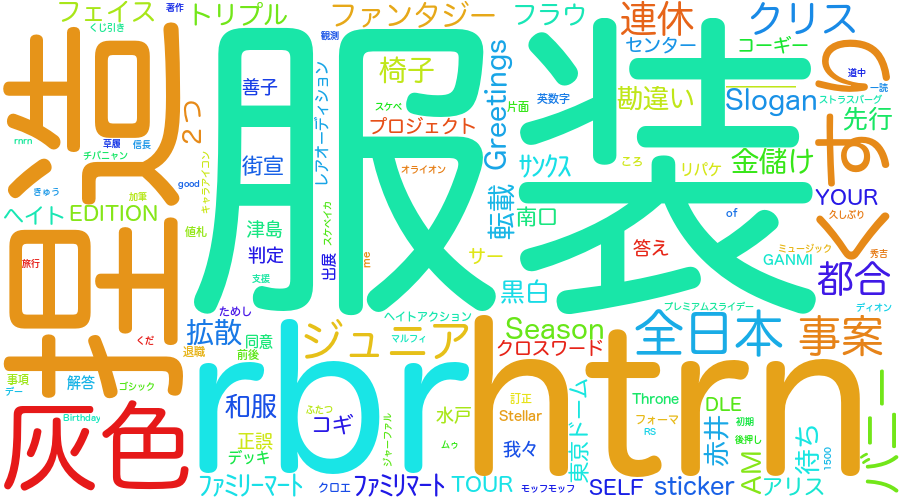 フェイス
著作
くじ引き
トリプル
ファンタジー
フラウ
連休
クリス
捏造
服装
くすり
観測
善子
椅子
Greetings
センター
コーギー
勘違い
Slogan
道中
一読
ストラスバーグ
先行
２つ
rnrn
草履
信長
チバニャン
レアオーディション
スケベ
片面
英数字
プロジェクト
街宣
オライオン
サンクス
ころ
リパケ
金儲け
きゅう
加筆
good
キャラアイコン
YOUR
ヘイト
EDITION
値札
津島
スケベイカ
転載
南口
of
久しぶり
判定
出展
me
サー
答え
ミュージック
GANMI
秀吉
旅行
支援
黒白
都合
ためし
ヘイトアクション
プレミアムスライダー
ディオン
拡散
同意
ジュニア
Season
全日本
事案
くだ
退職
前後
マルフィ
クロスワード
事項
デー
解答
ゴシック
rbr
htrn
灰色
Birthday
和服
ふたつ
コギ
ジャーファル
水戸
訂正
Stellar
東京ドーム
Throne
フォーマ
RS
DLE
赤井
初期
後押し
待ち
正誤
デッキ
ムゥ
我々
1500
バリー
ファミリーマート
クロエ
ファミリマート
TOUR
モッフモッフ
SELF
sticker
AM
アリス